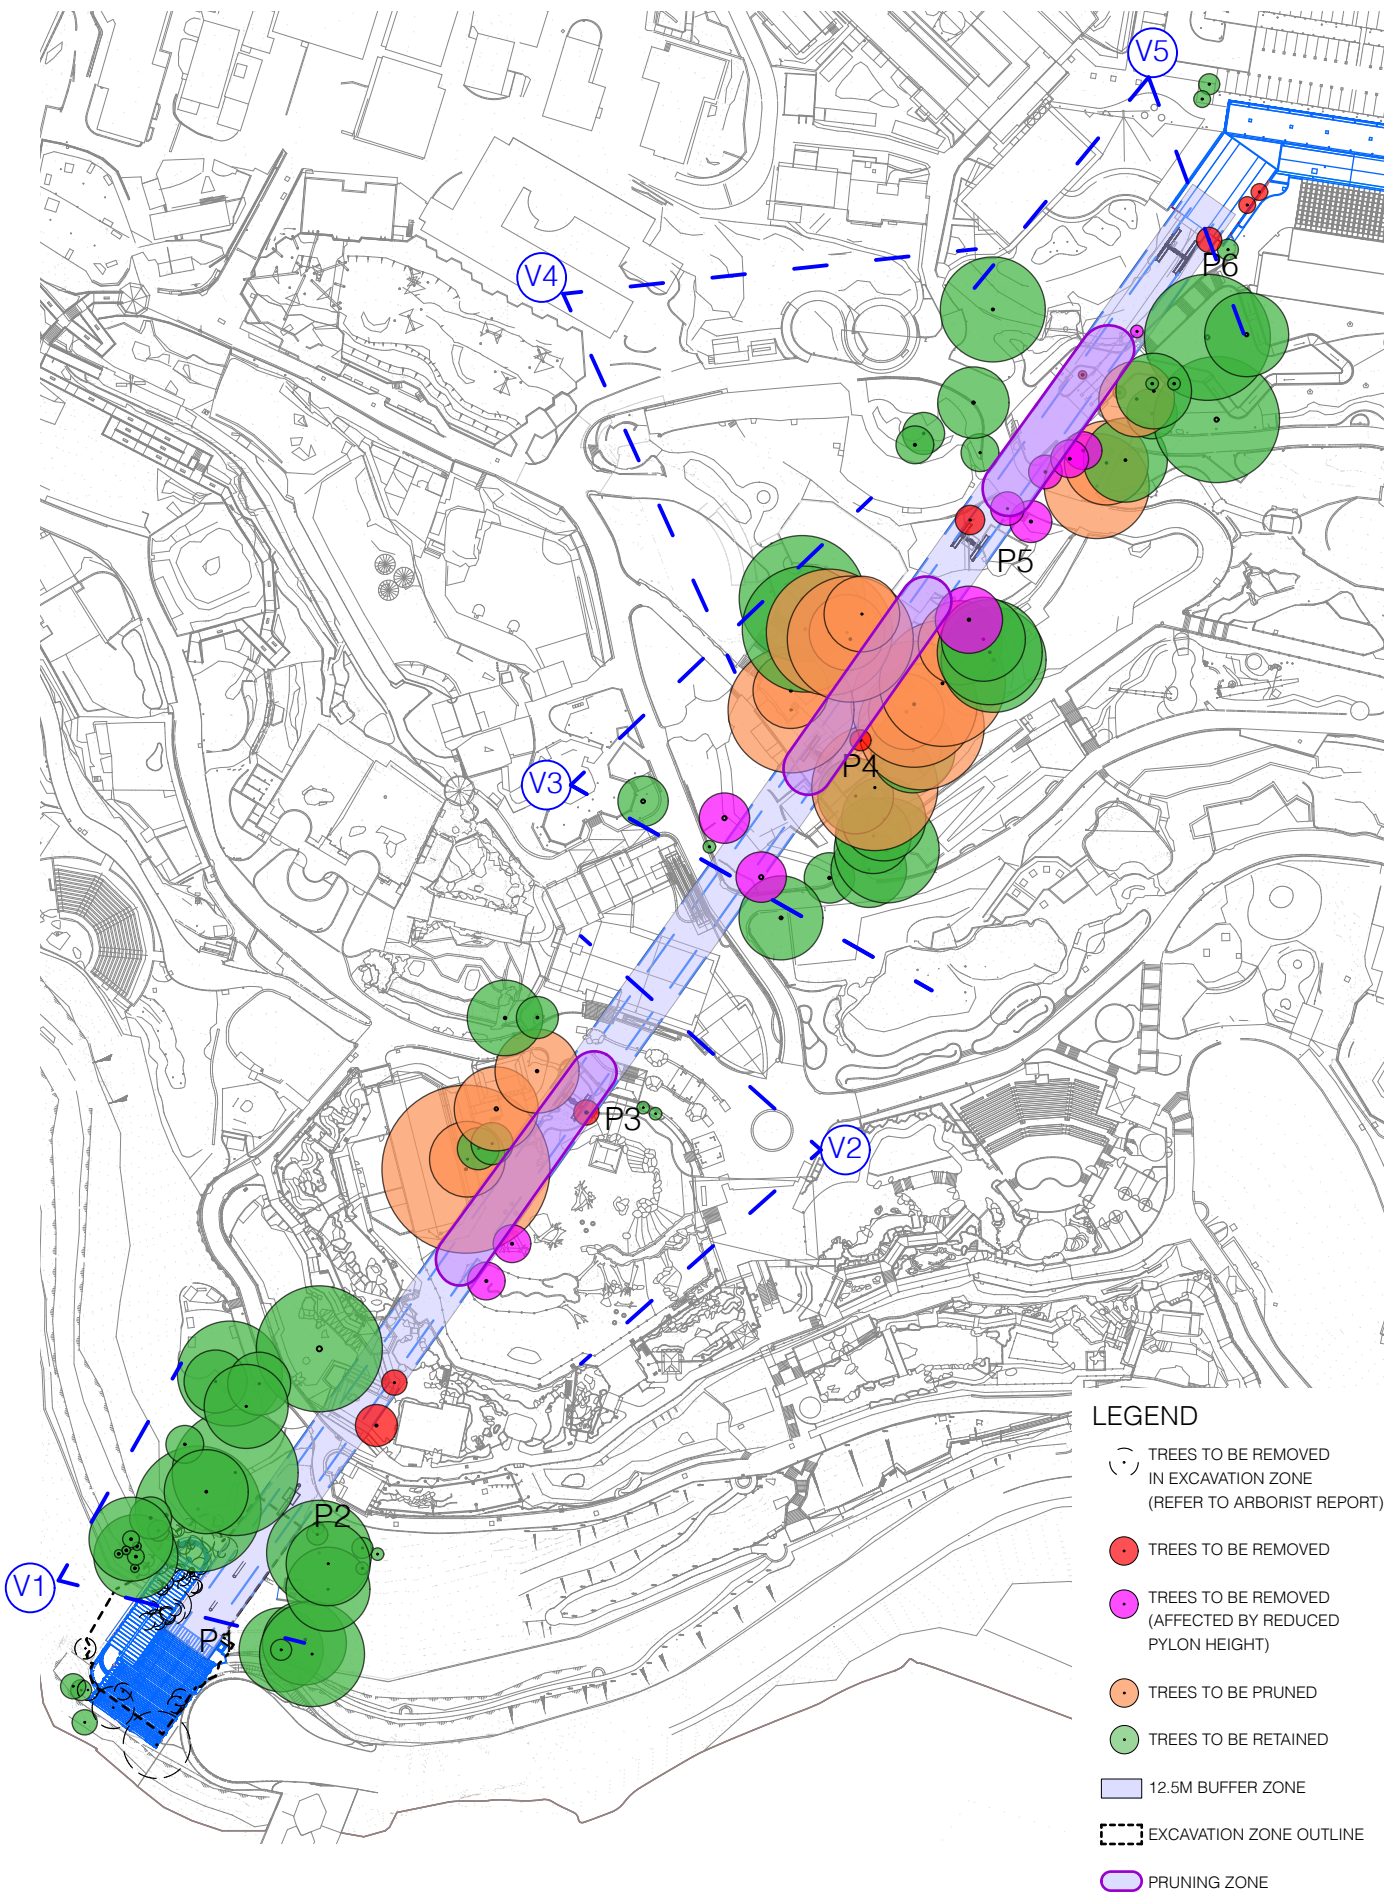 V5
V4
P6
P5
V3
P4
P3
V2
P2
V1
P1
LEGEND
TREES TO BE REMOVED
IN EXCAVATION ZONE
(REFER TO ARBORIST REPORT)
TREES TO BE REMOVED
TREES TO BE REMOVED
(AFFECTED BY REDUCED
PYLON HEIGHT)
TREES TO BE PRUNED
TREES TO BE RETAINED
12.5M BUFFER ZONE
EXCAVATION ZONE OUTLINE
PRUNING ZONE